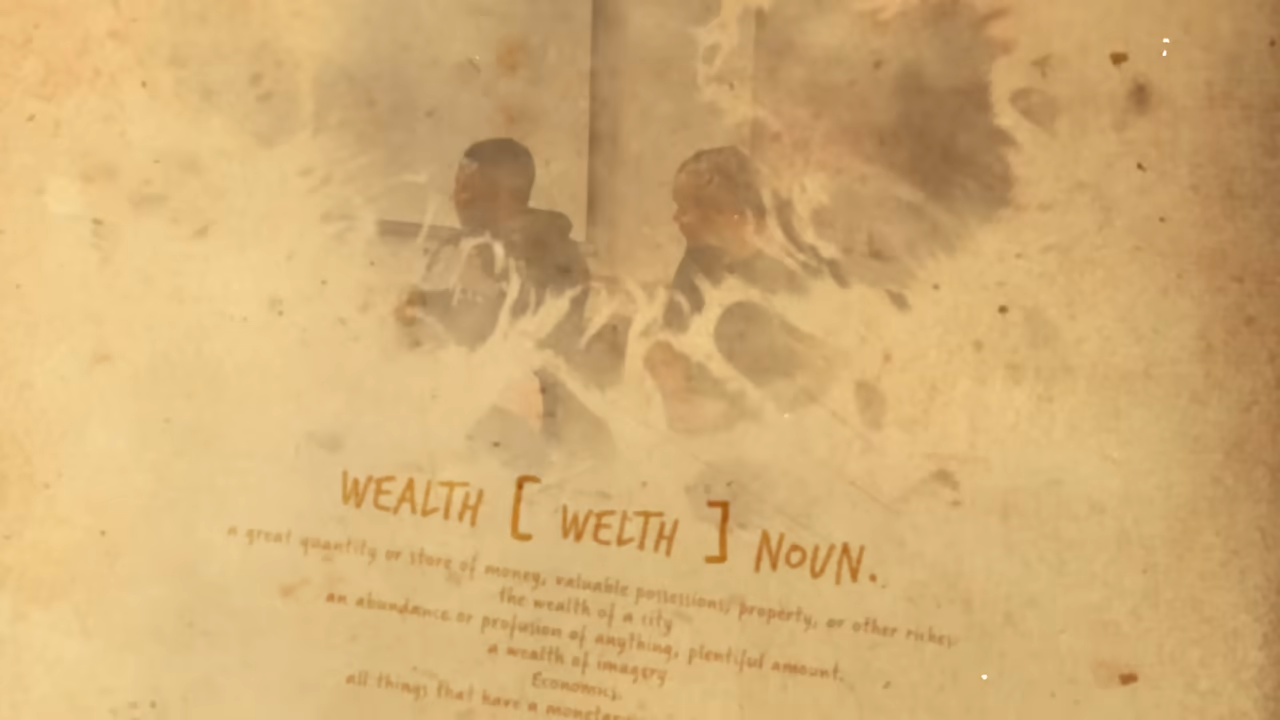 WEALTH [ WELTH ] NOUN.
a great quantity or store of money, valuable possessions, property, or other riches
the wealth of a city
an abundance or profusion of anything, plentiful amount.
a wealth of imagery
Economics.
all things that have a